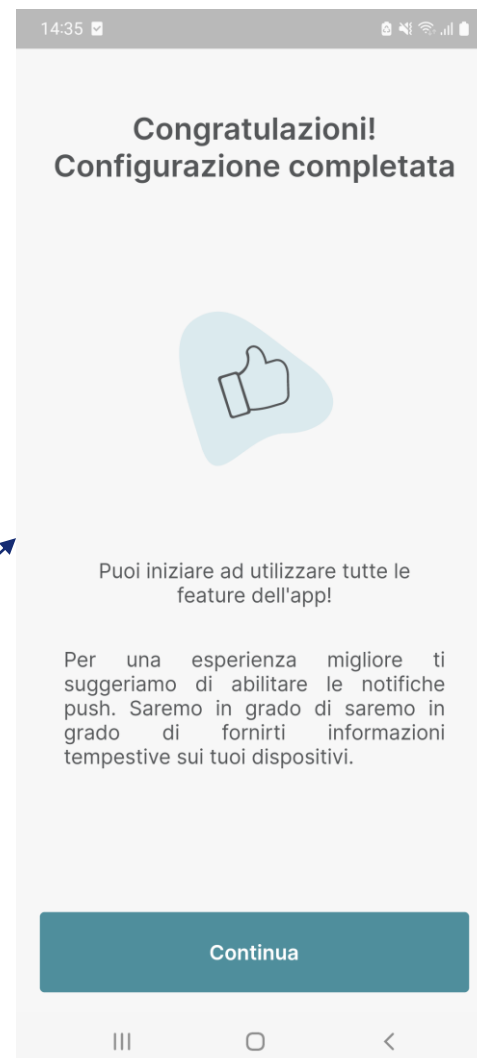 14:35
Congratulazioni!
Configurazione completata
Puoi iniziare ad utilizzare tutte le
feature dell'app!
Per una esperienza migliore ti
suggeriamo di abilitare le notifiche
push. Saremo in grado di saremo in
grado di fornirti informazioni
tempestive sui tuoi dispositivi.
Continua